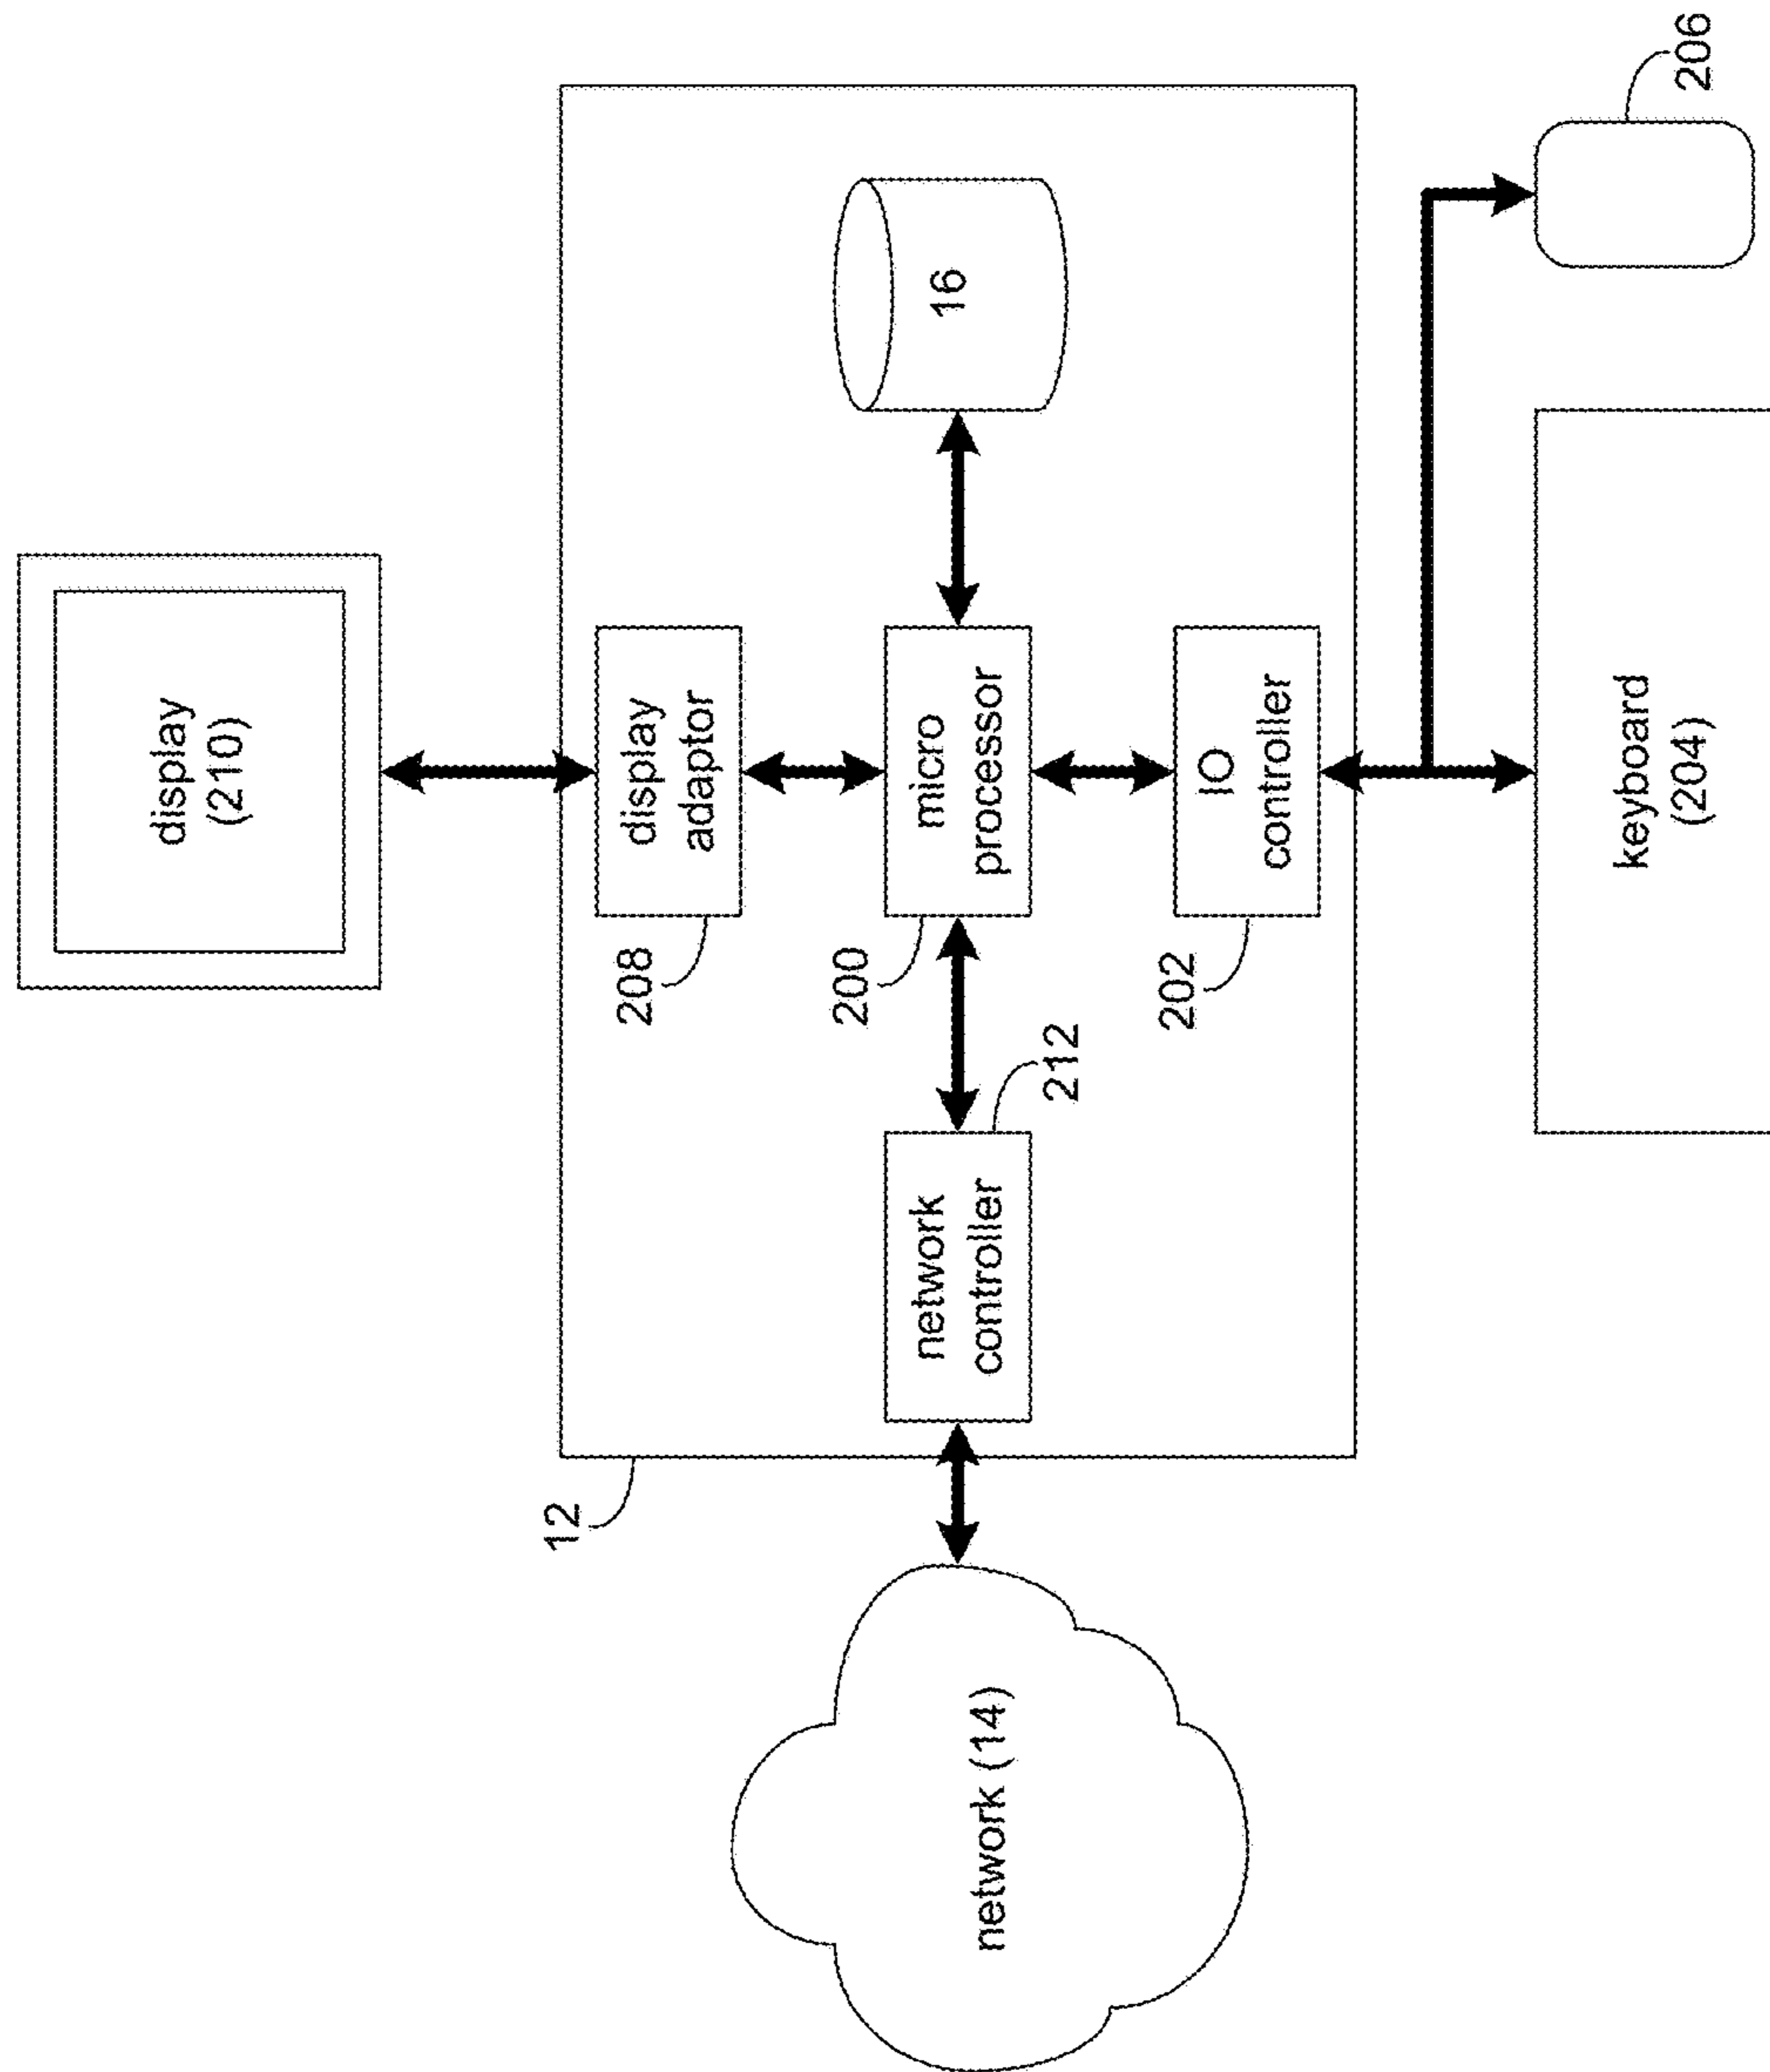 display
(210)
12
208
display
adaptor
network (14)
network
controller
212
200
micro
processor
16
202
IO
controller
keyboard
(204)
206